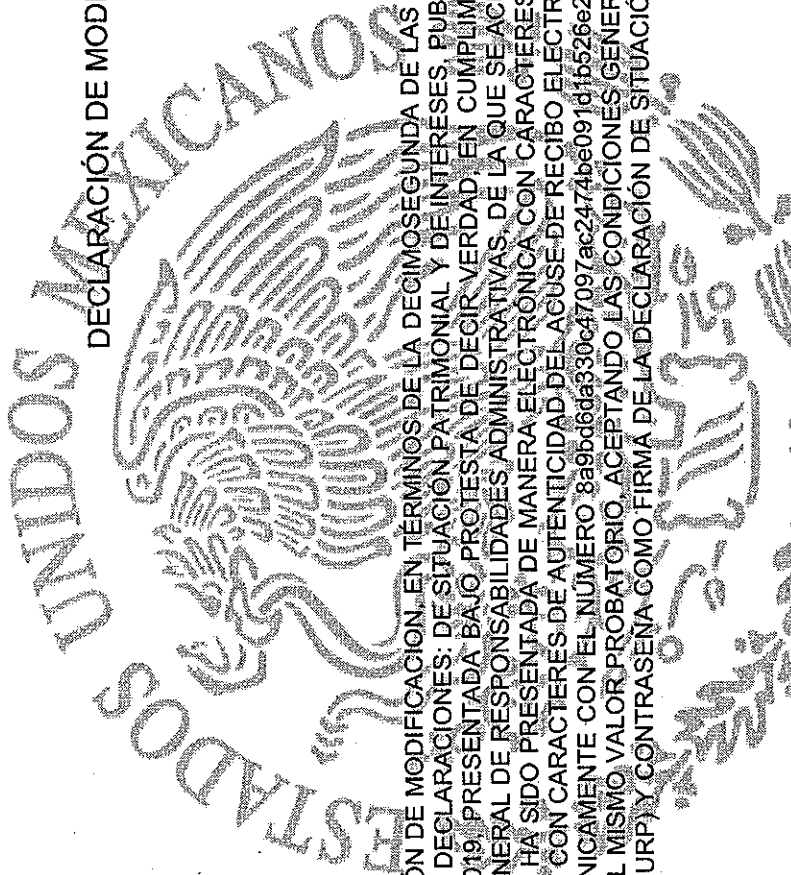 ESTADOS UNIDOS MEXICANOS
DECLARACIÓN DE MODI
ÓN DE MODIFICACION, EN TÉRMINOS DE LA DECIMOSEGUNDA DE LAS
DECLARACIONES: DE SITUACIÓN PATRIMONIAL Y DE INTERESES, PUB
019, PRESENTADA BAJO PROTESTA DE DECIR VERDAD, EN CUMPLIM
NERAL DE RESPONSABILIDADES ADMINISTRATIVAS, DE LA QUE SE AC
HA SIDO PRESENTADA DE MANERA ELECTRÓNICA CON CARACTERES
CON CARACTERES DE AUTENTICIDAD DEL ACUSE DE RECIBO ELECTR
NICAMENTE CON EL NÚMERO 8a9bd6da330c47097ac2474be091d1b526e2
L MISMO VALOR PROBATORIO, ACEPTANDO LAS CONDICIONES GENER
URP) Y CONTRASEÑA COMO FIRMA DE LA DECLARACIÓN DE SITUACIÓ